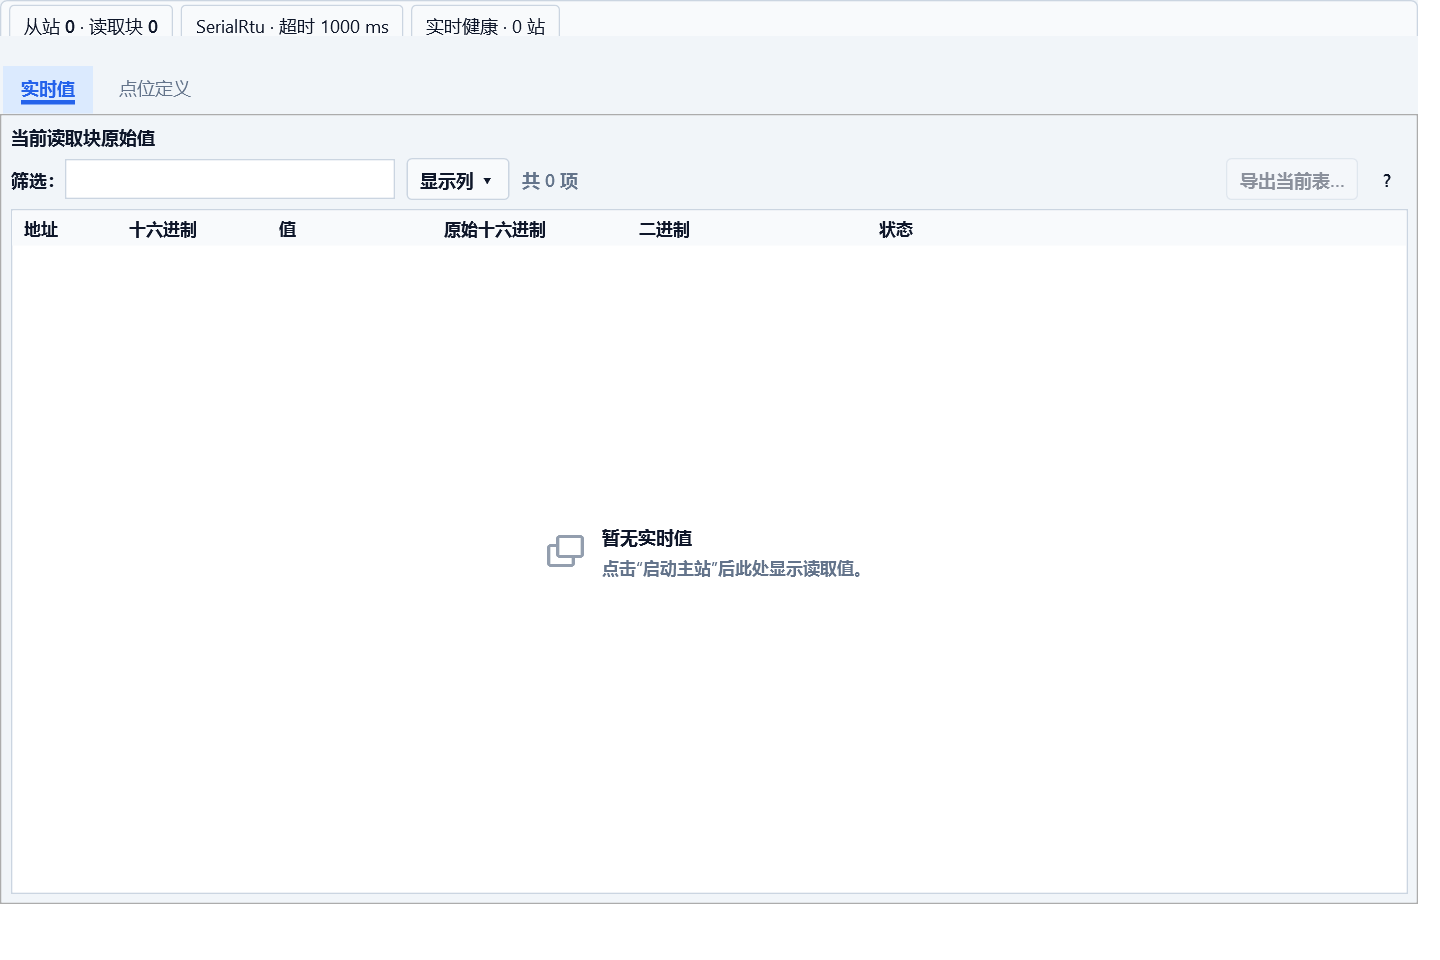 从站 0 · 读取块 0 SerialRtu · 超时 1000 ms 实时健康 · 0 站
实时值 点位定义
当前读取块原始值
筛选: 显示列 ▼ 共 0 项 导出当前表... ?
地址 十六进制 值 原始十六进制 二进制 状态
暂无实时值
点击“启动主站”后此处显示读取值。